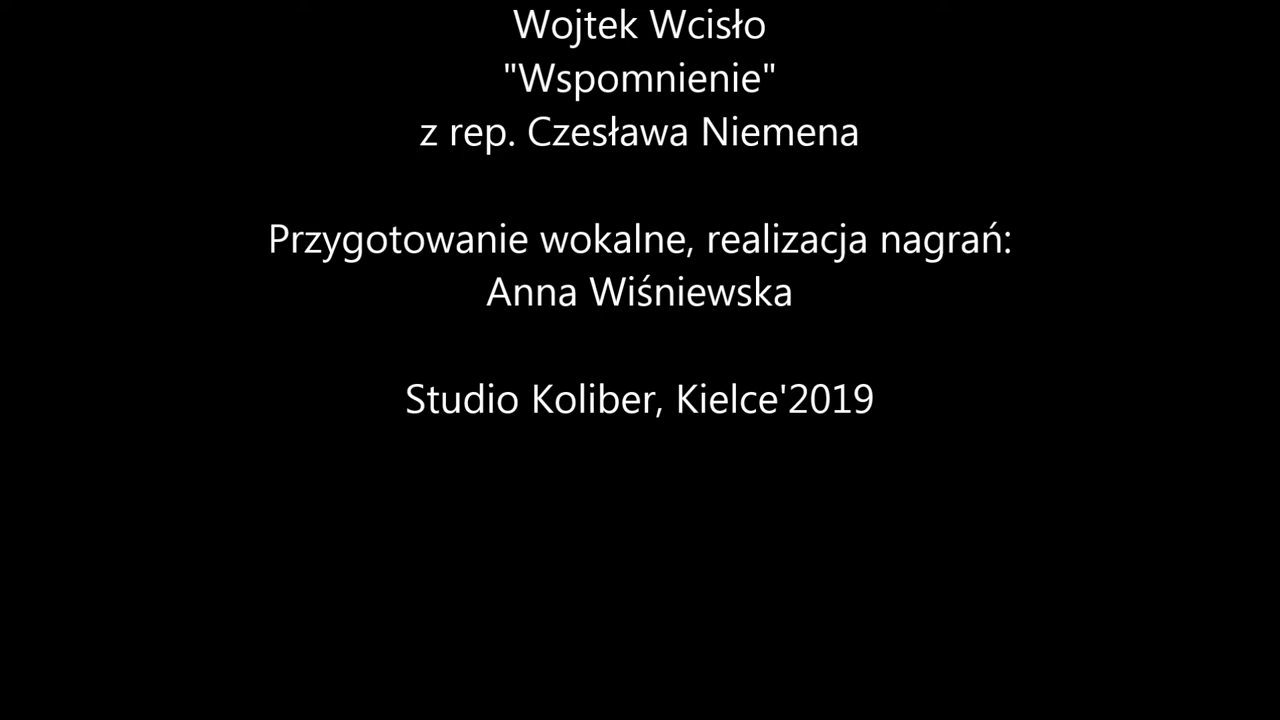 Wojtek Wcisło
"Wspomnienie"
z rep. Czesława Niemena
Przygotowanie wokalne, realizacja nagrań:
Anna Wiśniewska
Studio Koliber, Kielce'2019